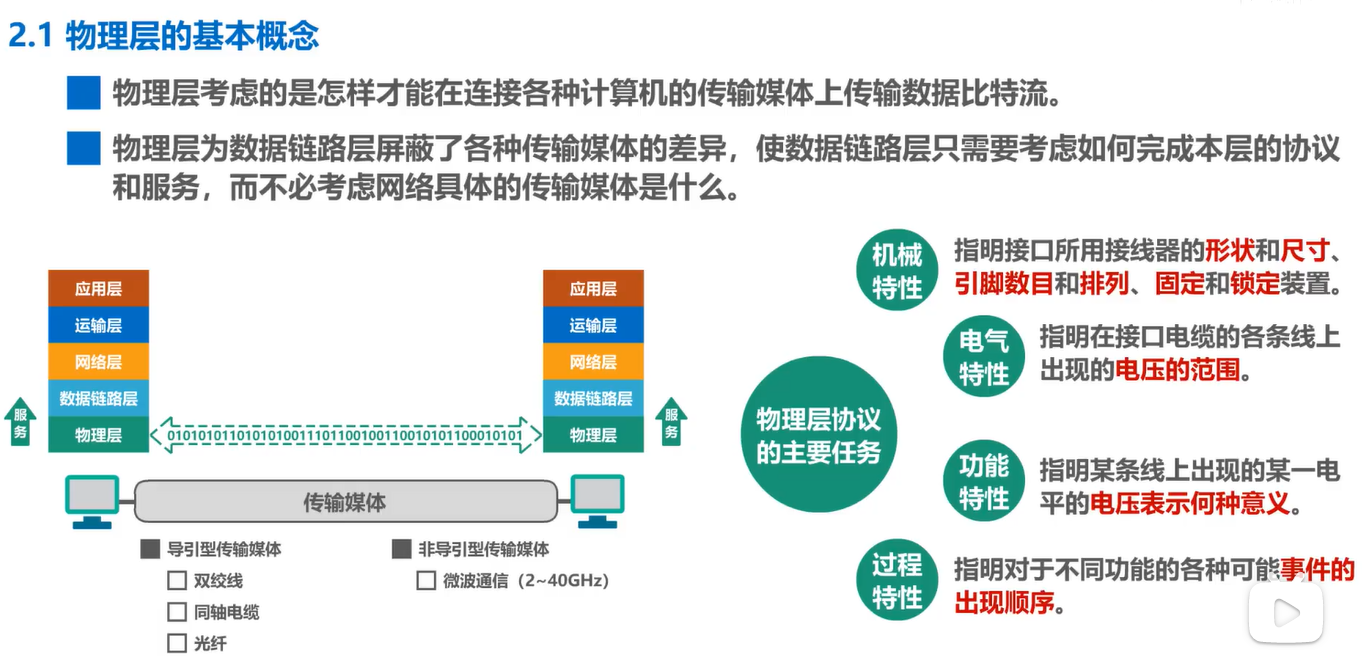 2.1 物理层的基本概念
物理层考虑的是怎样才能在连接各种计算机的传输媒体上传输数据比特流。
物理层为数据链路层屏蔽了各种传输媒体的差异，使数据链路层只需要考虑如何完成本层的协议
和服务，而不必考虑网络具体的传输媒体是什么。
应用层
运输层
网络层
数据链路层
物理层
服务
010101011010101001110110010011001010110001010​1
应用层
运输层
网络层
数据链路层
物理层
服务
传输媒体
导引型传输媒体
双绞线
同轴电缆
光纤
非导引型传输媒体
微波通信（2~40GHz）
物理层协议
的主要任务
机械
特性
指明接口所用接线器的形状和尺寸、
引脚数目和排列、固定和锁定装置。
电气
特性
指明在接口电缆的各条线上
出现的电压的范围。
功能
特性
指明某条线上出现的某一电
平的电压表示何种意义。
过程
特性
指明对于不同功能的各种可能事件的
出现顺序。